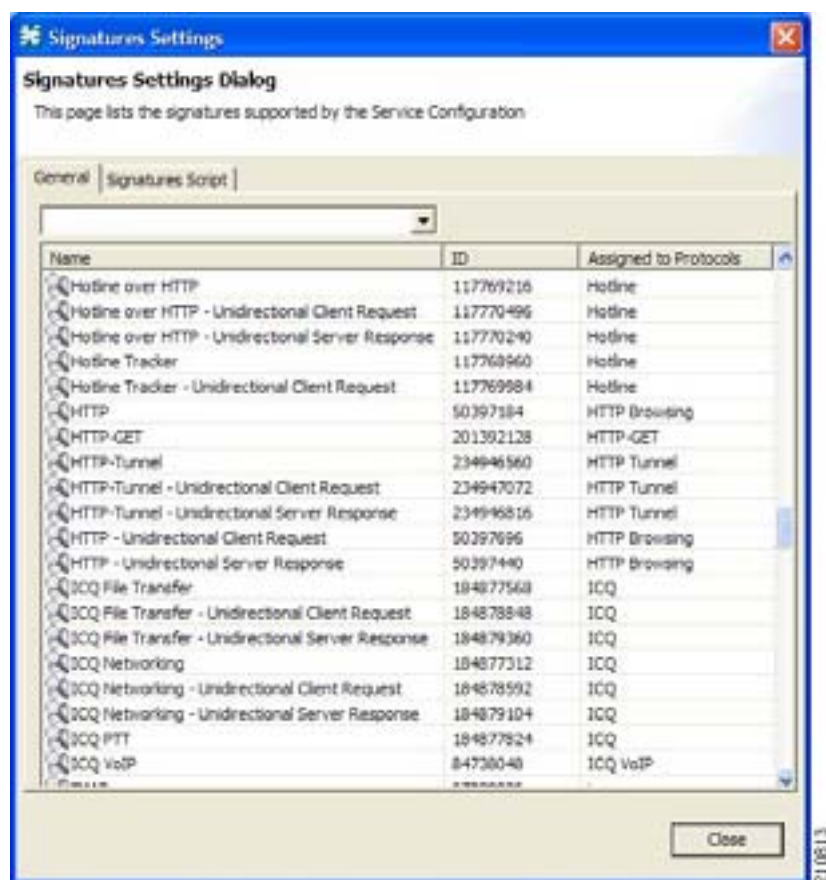 Signatures Settings
Signatures Settings Dialog
This page lists the signatures supported by the Service Configuration
General Signatures Script
Name ID Assigned to Protocols
Hotline over HTTP 117769216 Hotline
Hotline over HTTP - Unidirectional Client Request 117770496 Hotline
Hotline over HTTP - Unidirectional Server Response 117770240 Hotline
Hotline Tracker 117768960 Hotline
Hotline Tracker - Unidirectional Client Request 117769984 Hotline
HTTP 50397184 HTTP Browsing
HTTP-GET 201392128 HTTP-GET
HTTP-Tunnel 234946560 HTTP Tunnel
HTTP-Tunnel - Unidirectional Client Request 234947072 HTTP Tunnel
HTTP-Tunnel - Unidirectional Server Response 234946816 HTTP Tunnel
HTTP - Unidirectional Client Request 50397696 HTTP Browsing
HTTP - Unidirectional Server Response 50397440 HTTP Browsing
ICQ File Transfer 184877568 ICQ
ICQ File Transfer - Unidirectional Client Request 184878848 ICQ
ICQ File Transfer - Unidirectional Server Response 184879360 ICQ
ICQ Networking 184877312 ICQ
ICQ Networking - Unidirectional Client Request 184878592 ICQ
ICQ Networking - Unidirectional Server Response 184879104 ICQ
ICQ PTT 184877824 ICQ
ICQ VoIP 84738048 ICQ VoIP
Close
210813